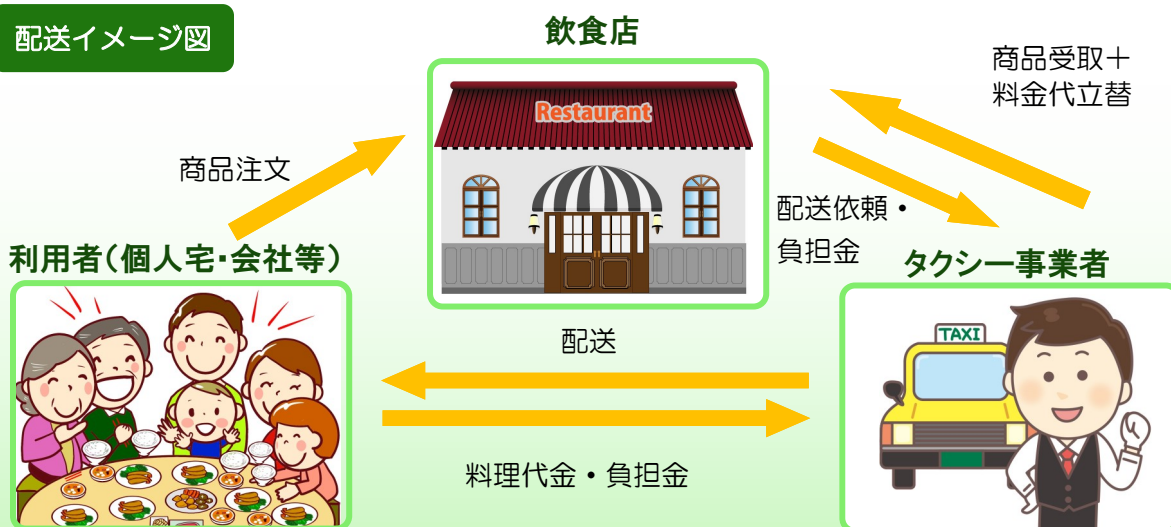 配送イメージ図
飲食店
商品受取＋
料金代立替
Restaurant
商品注文
配送依頼・
負担金
利用者（個人宅・会社等）
タクシー事業者
配送
TAXI
料理代金・負担金